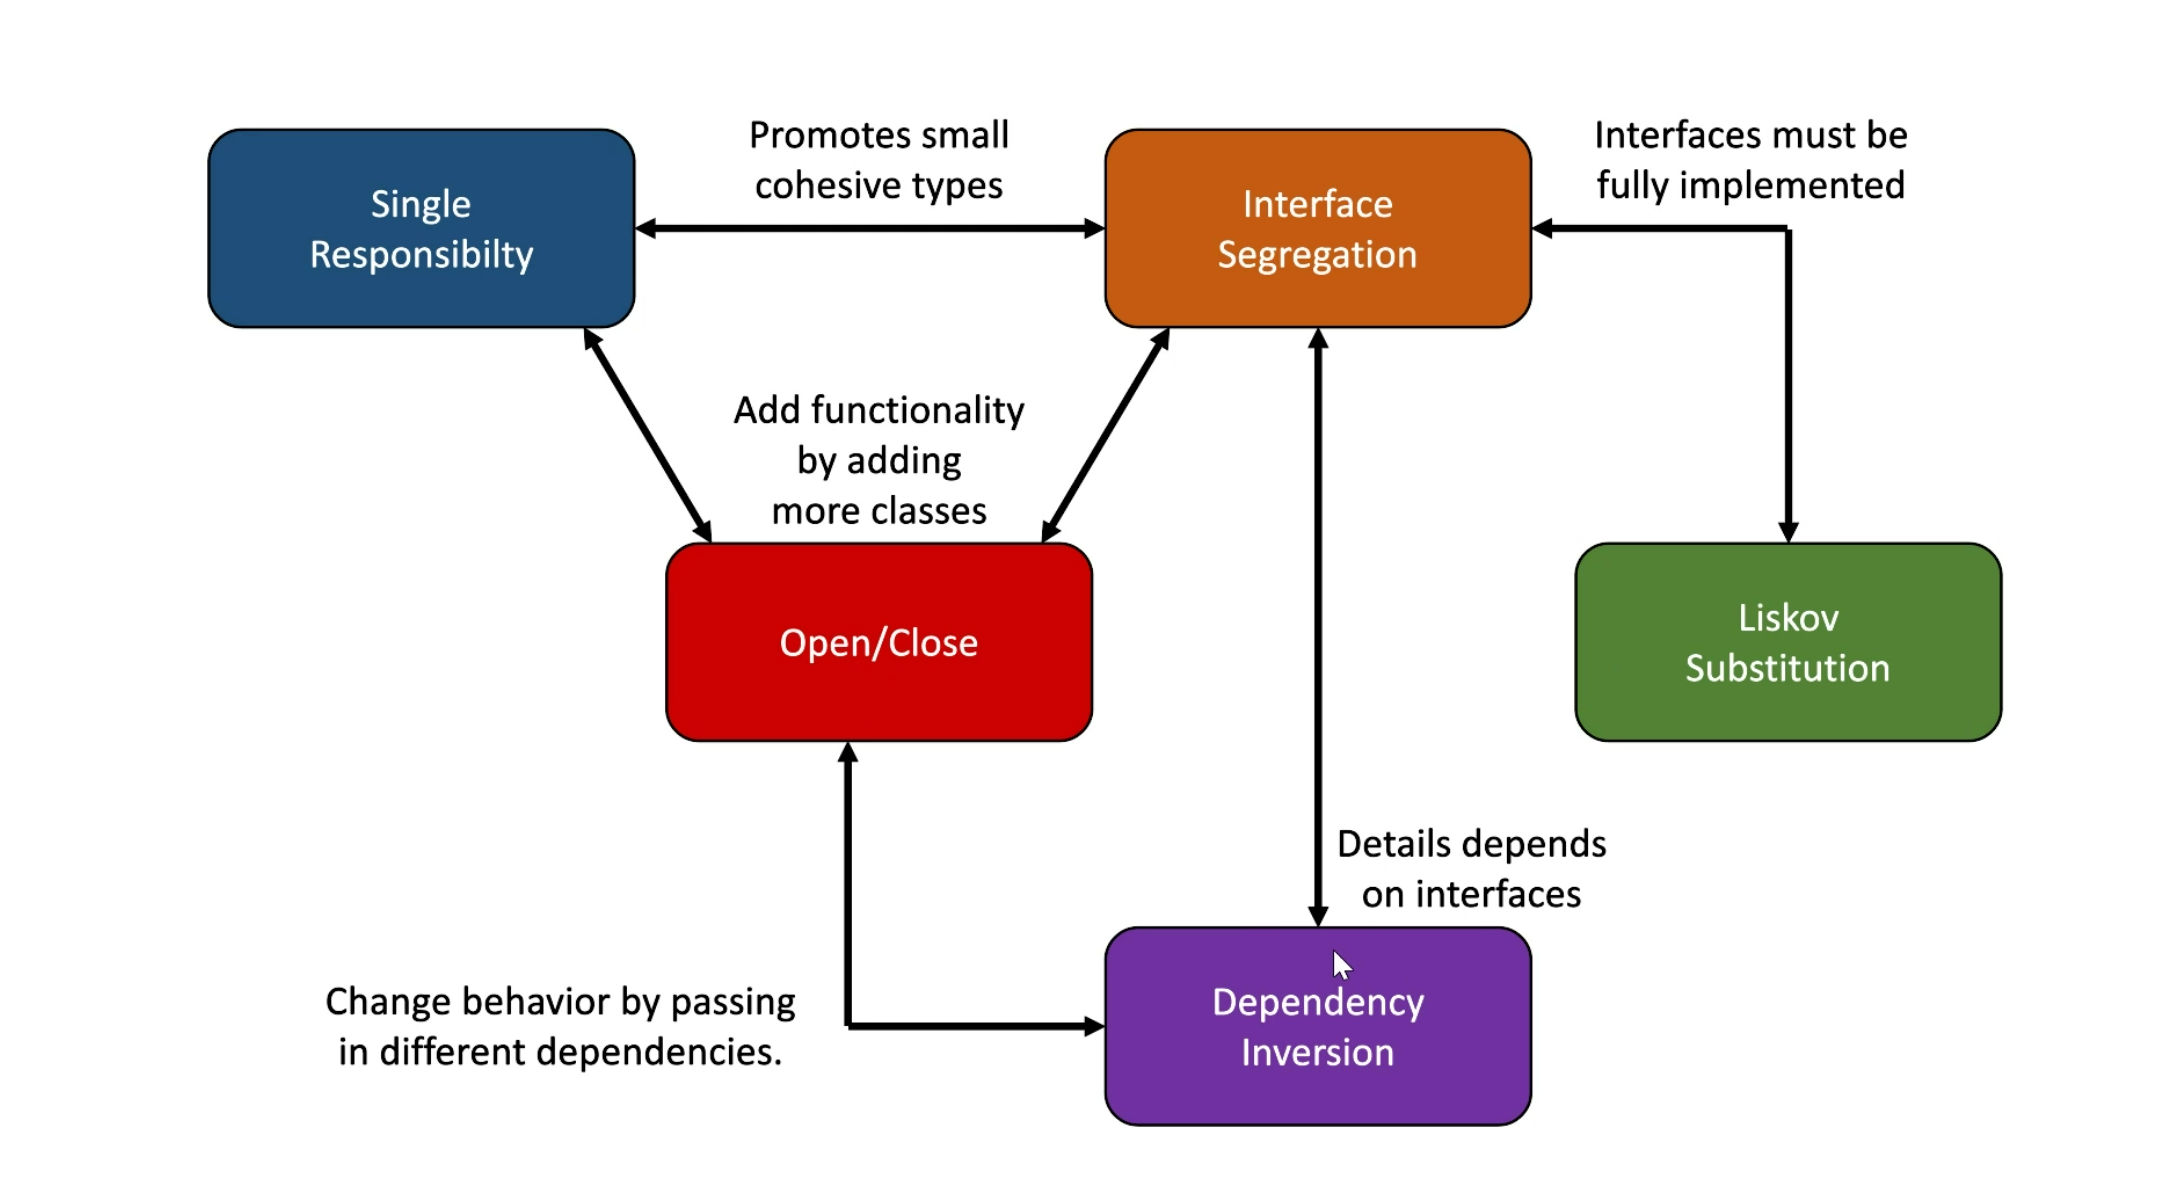 Promotes small
cohesive types
Interfaces must be
fully implemented
Single
Responsibilty
Interface
Segregation
Add functionality
by adding
more classes
Open/Close
Liskov
Substitution
Details depends
on interfaces
Change behavior by passing
in different dependencies.
Dependency
Inversion